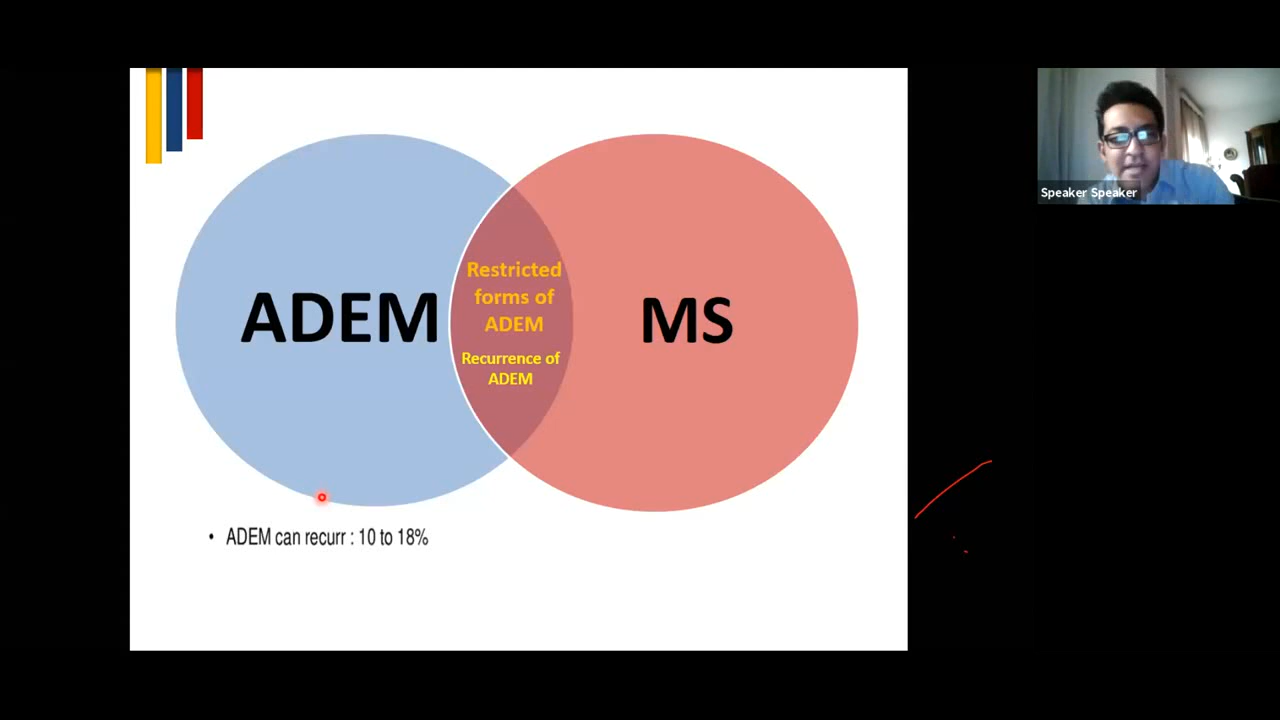 Speaker Speaker
ADEM
Restricted
forms of
ADEM
Recurrence of
ADEM
MS
• ADEM can recurr : 10 to 18%